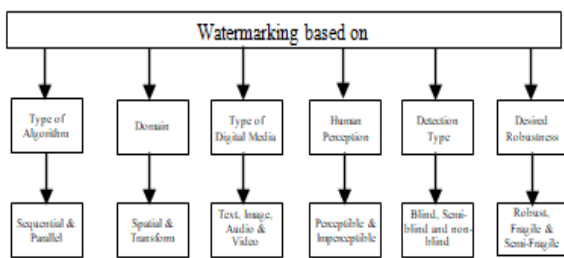 Watermarking based on
Type of
Algorithm
Domain
Type of
Digital Media
Human
Perception
Detection
Type
Desired
Robustness
Sequential &
Parallel
Spatial &
Transform
Text, Image,
Audio &
Video
Perceptible &
Imperceptible
Blind, Semi-
blind and non-
blind
Robust,
Fragile &
Semi-Fragile